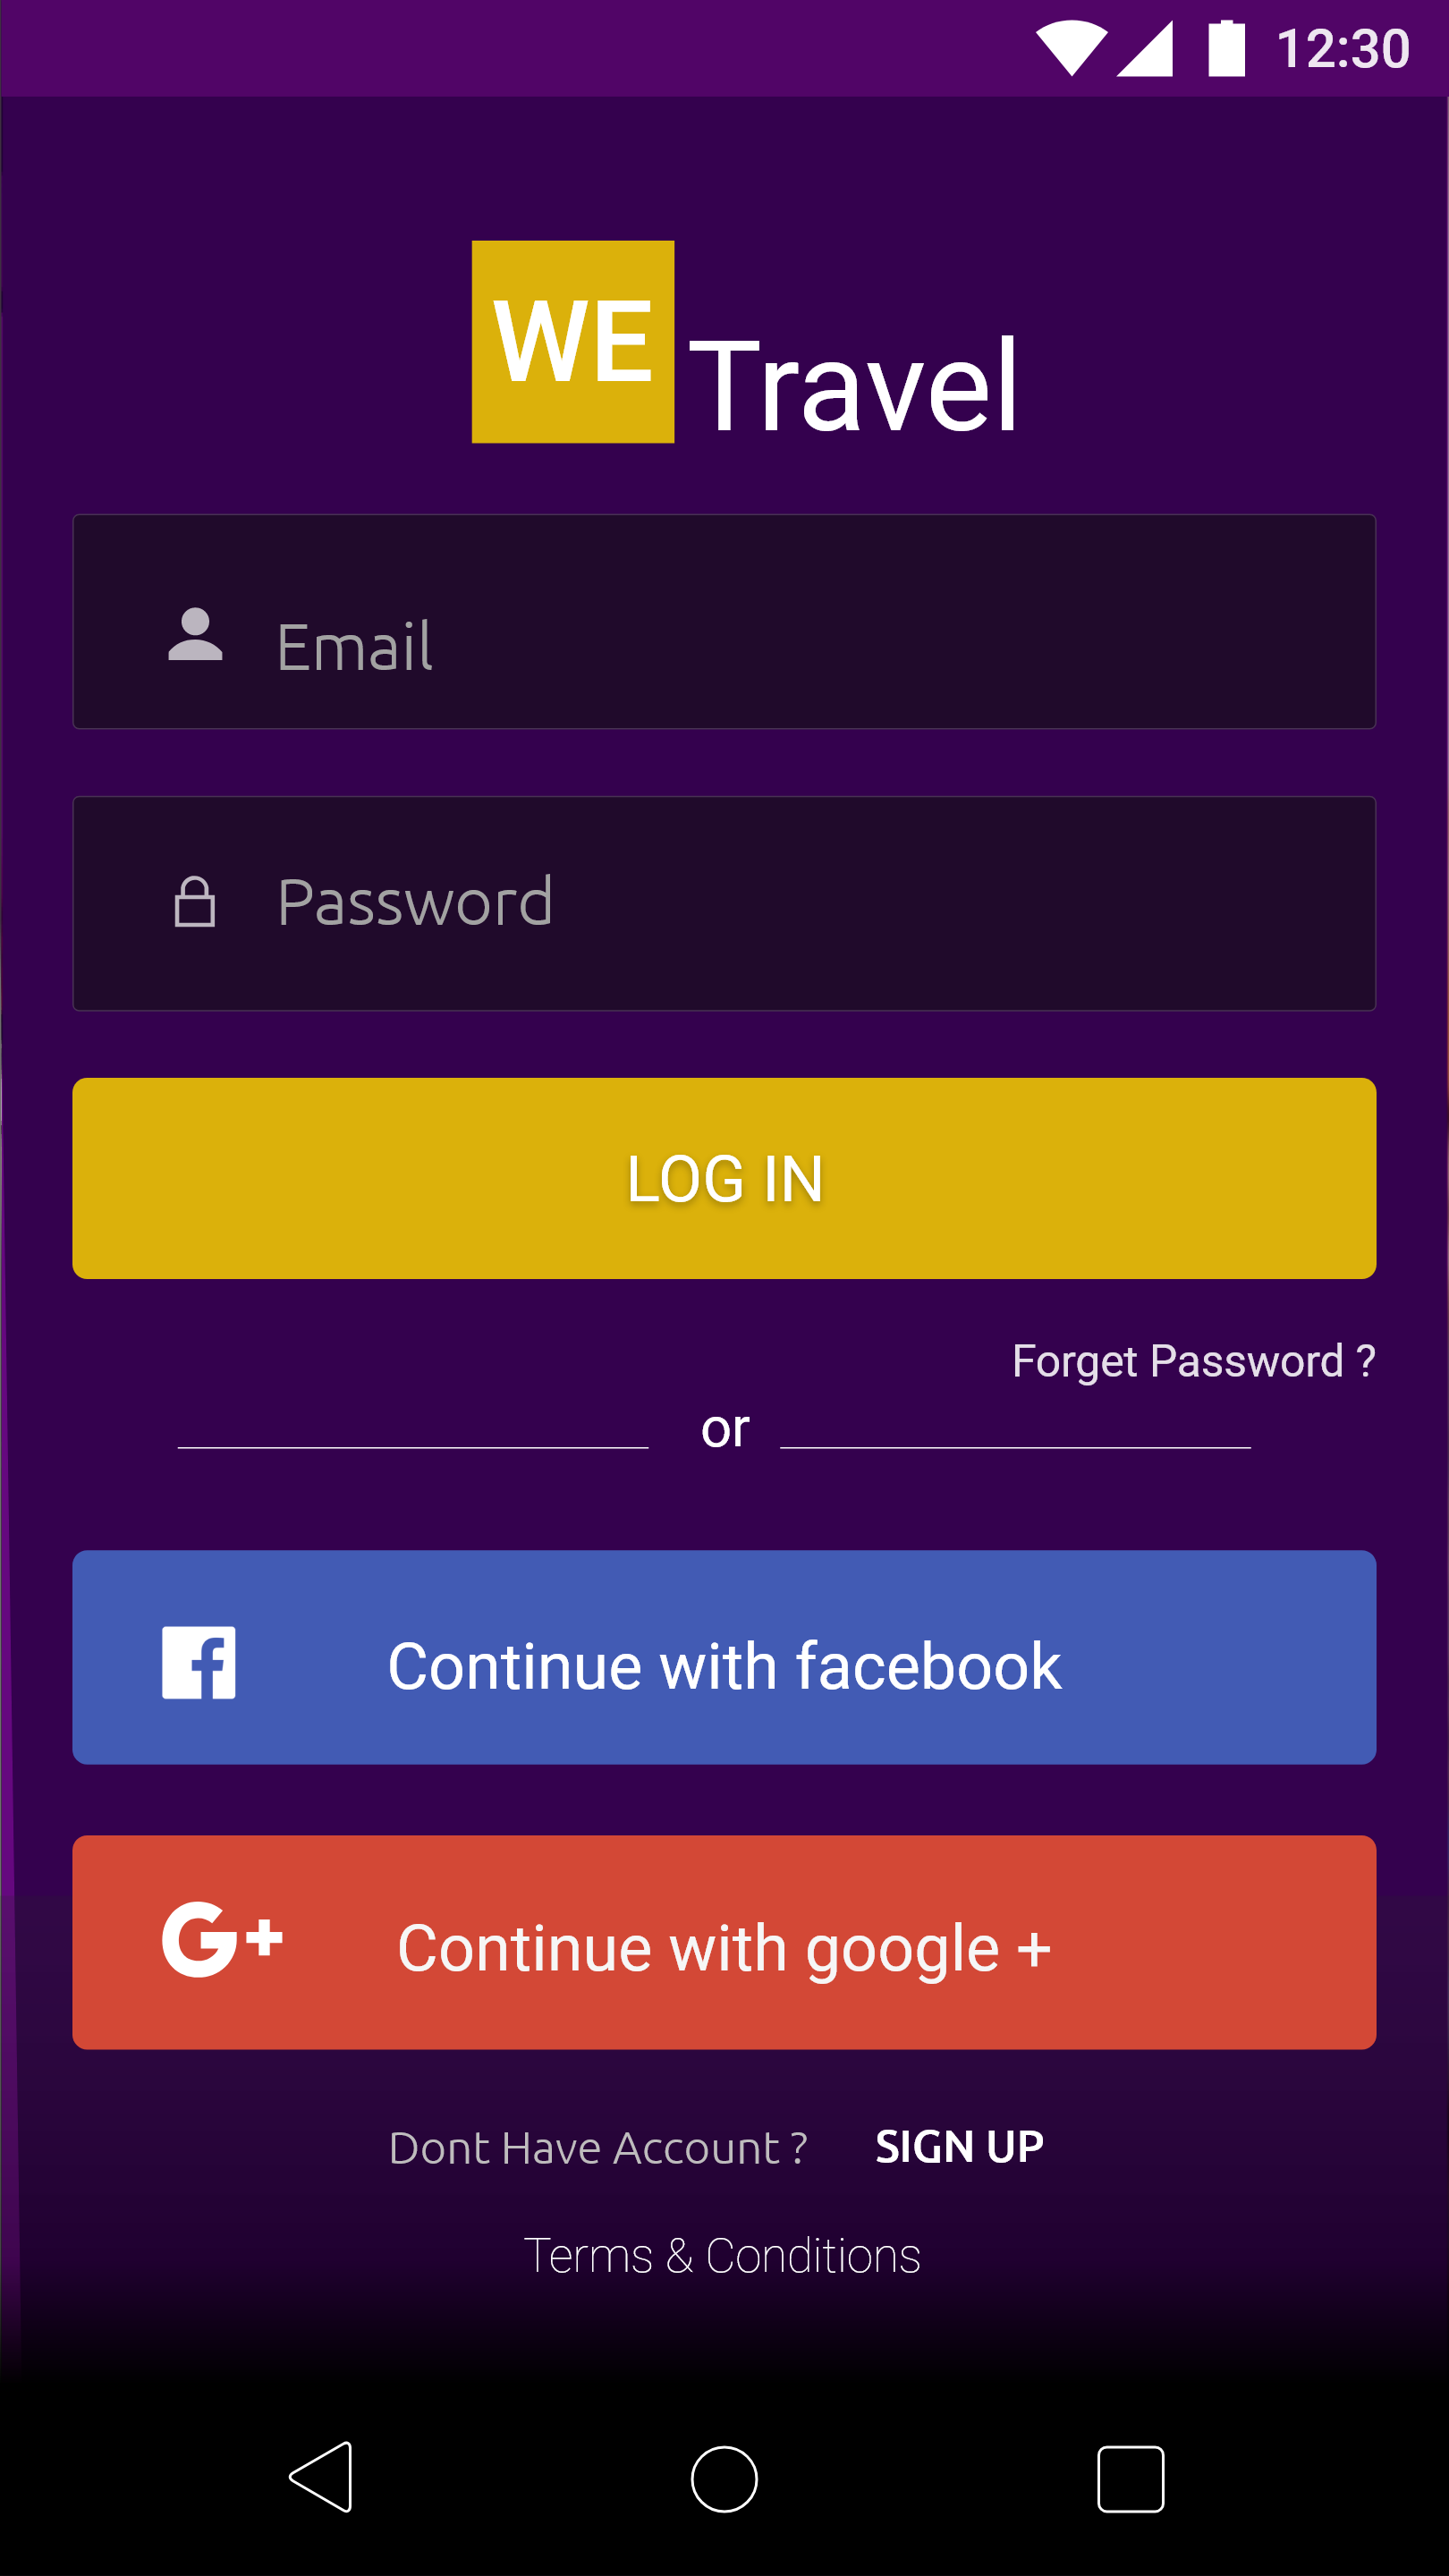 12:30
WE
Travel
Email
Password
LOG IN
Forget Password ?
or
Continue with facebook
G+ Continue with google +
Dont Have Account ? SIGN UP
Terms & Conditions